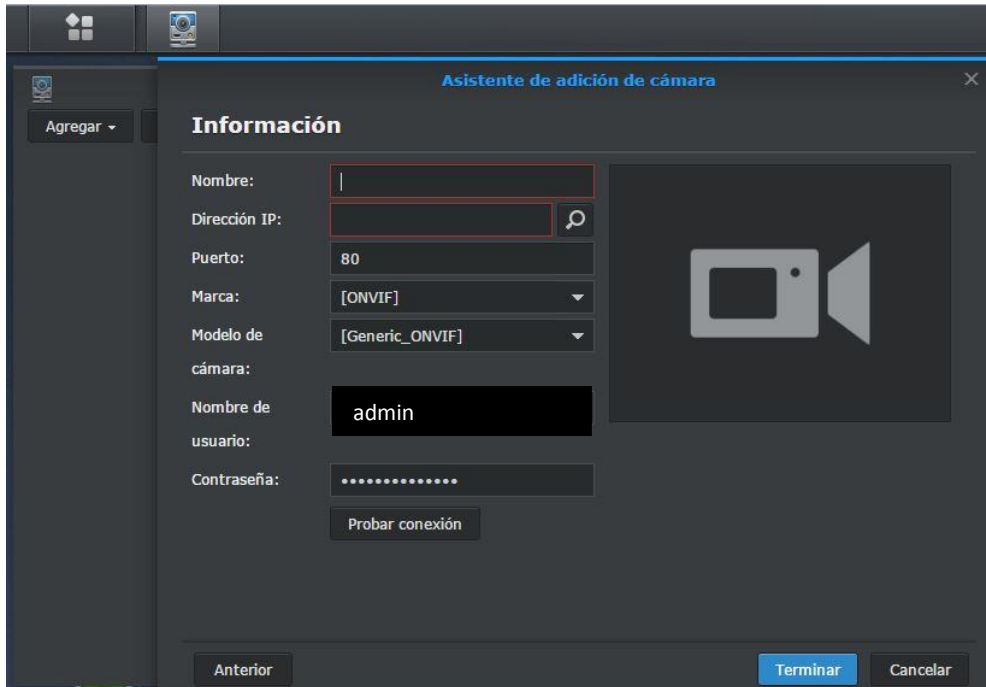 Asistente de adición de cámara
Agregar
Información
Nombre:
Dirección IP:
Puerto: 80
Marca: [ONVIF]
Modelo de [Generic_ONVIF]
cámara:
Nombre de admin
usuario:
Contraseña: ••••••••••••••
Probar conexión
Anterior Terminar Cancelar